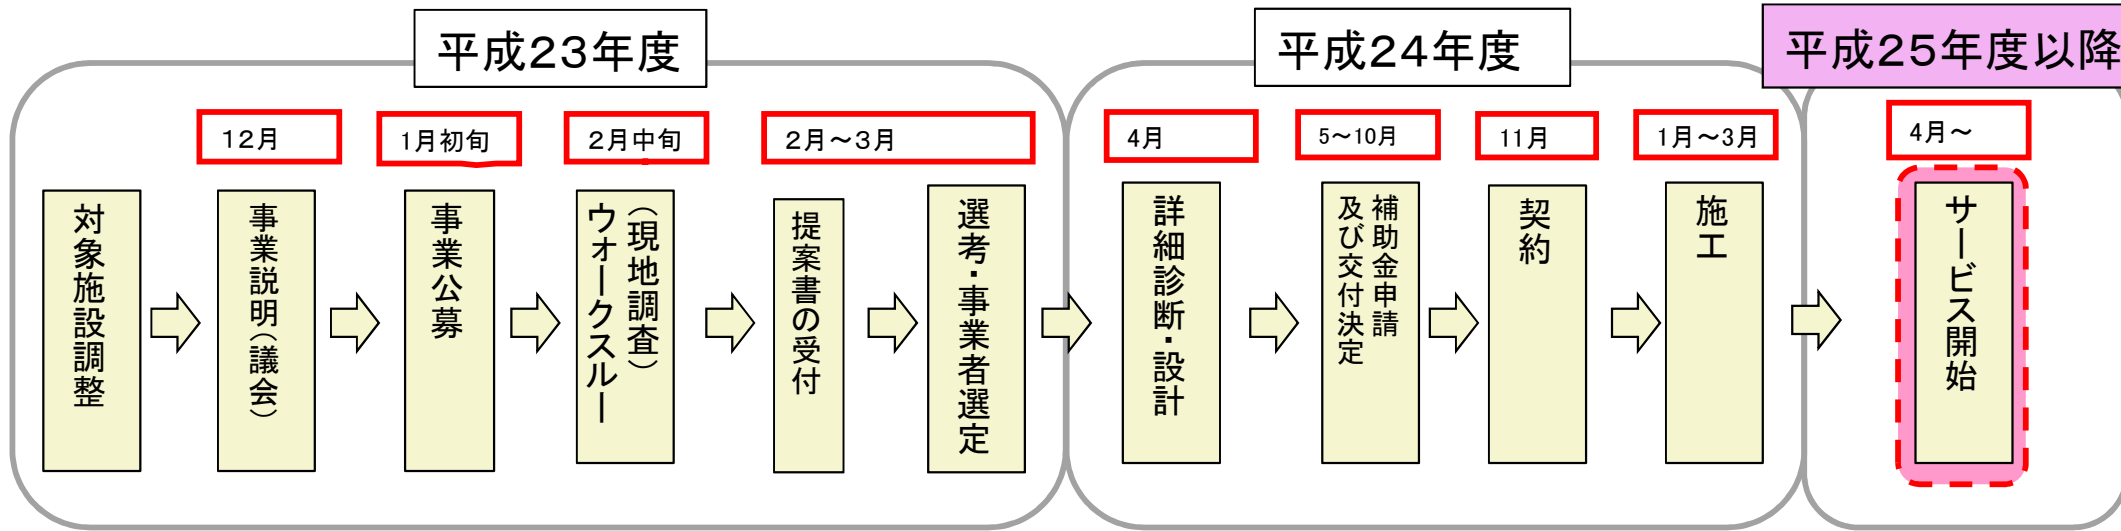 平成23年度
12月
1月初旬
2月中旬
2月～3月
対象施設調整
事業説明（議会）
事業公募
ウォークスルー
（現地調査）
提案書の受付
選考・事業者選定
平成24年度
4月
5～10月
11月
1月～3月
詳細診断・設計
補助金申請
及び交付決定
契約
施工
平成25年度以降
4月～
サービス開始